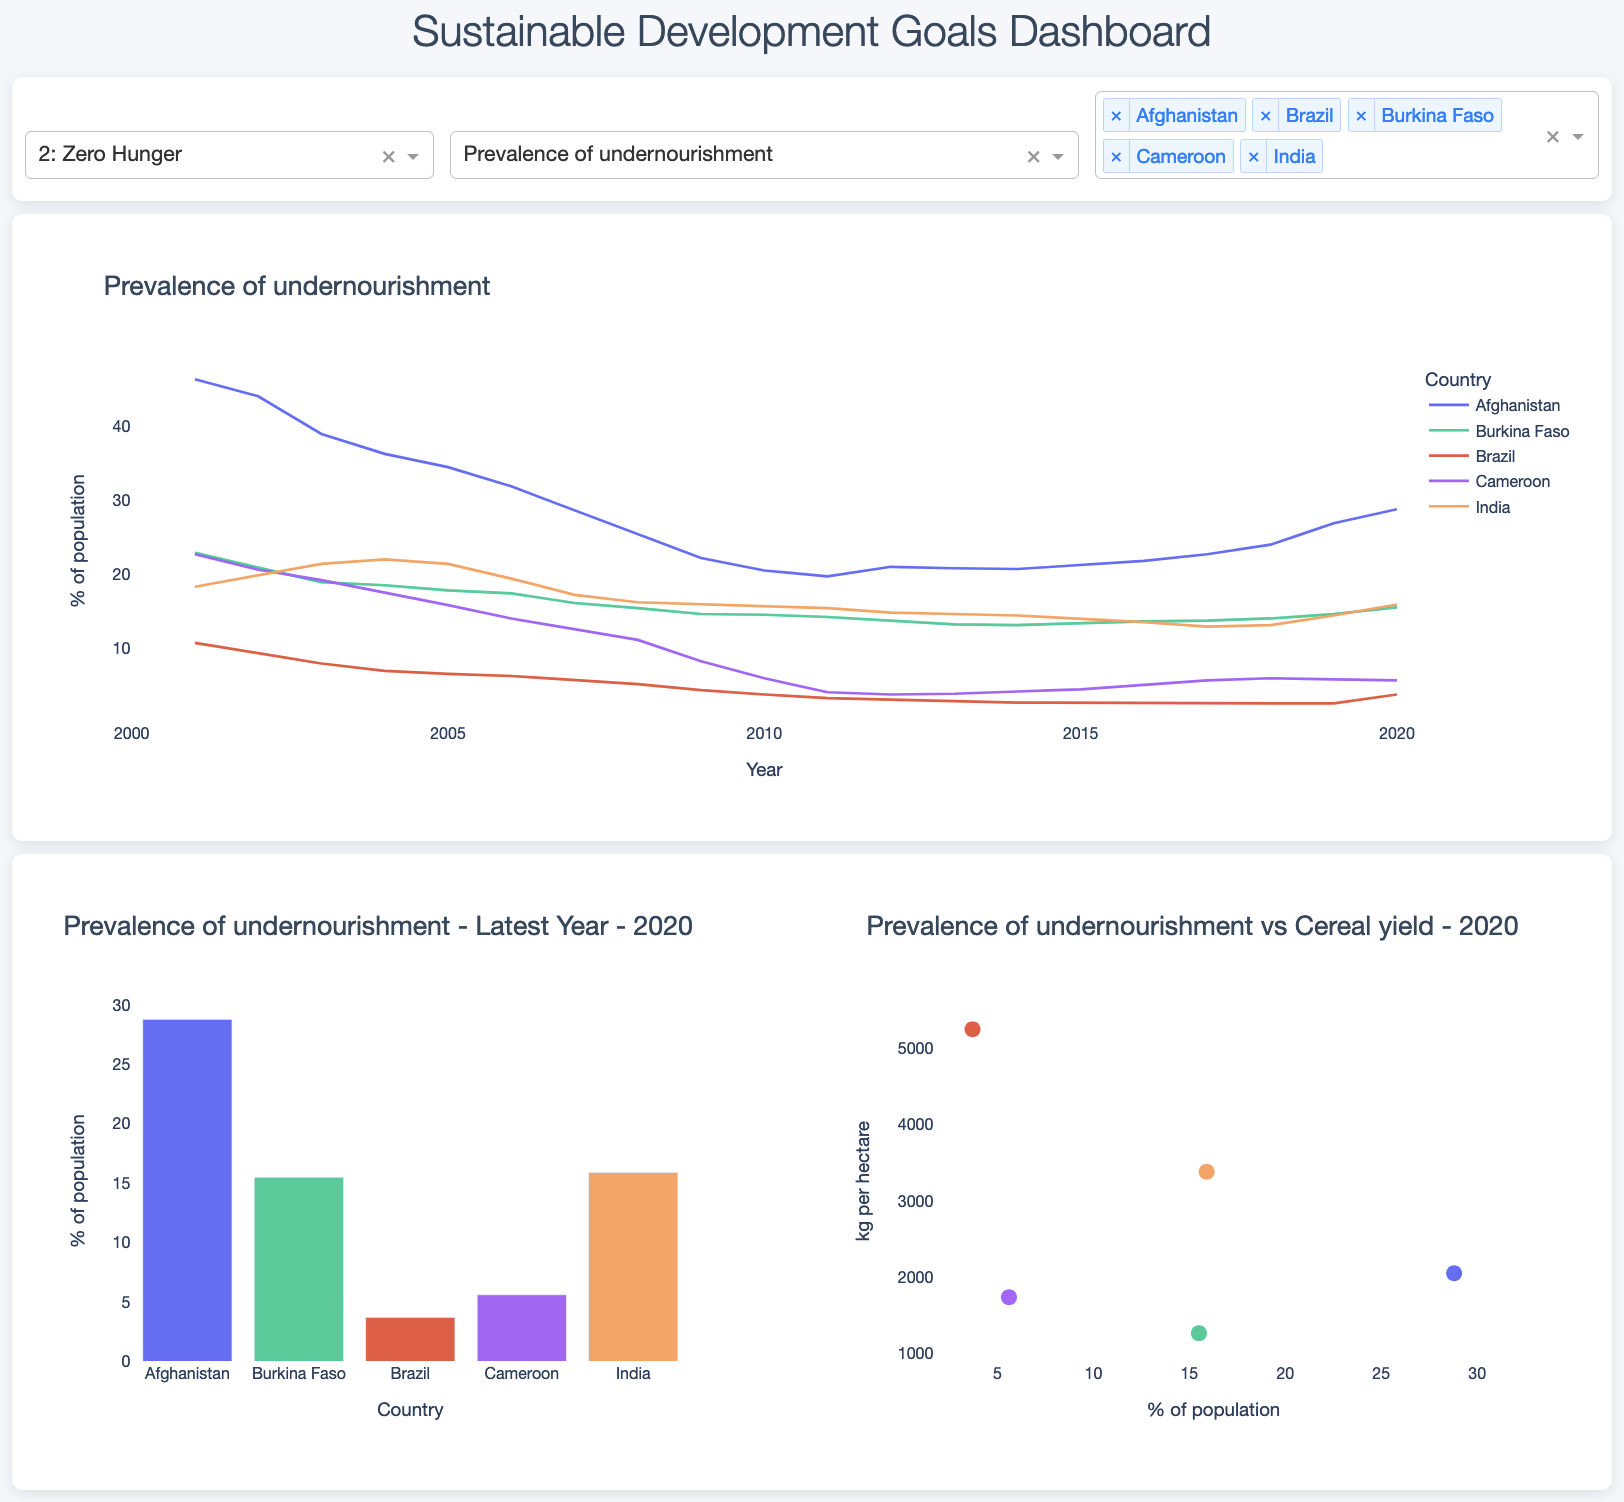 Sustainable Development Goals Dashboard
2: Zero Hunger × 
Prevalence of undernourishment ×
× Afghanistan × Brazil × Burkina Faso ×
× Cameroon × India
Prevalence of undernourishment
% of population
40
30
20
10
2000 2005 2010 2015 2020
Year
Country
Afghanistan
Burkina Faso
Brazil
Cameroon
India
Prevalence of undernourishment - Latest Year - 2020
% of population
30
25
20
15
10
5
0
Afghanistan Burkina Faso Brazil Cameroon India
Country
Prevalence of undernourishment vs Cereal yield - 2020
kg per hectare
5000
4000
3000
2000
1000
5 10 15 20 25 30
% of population